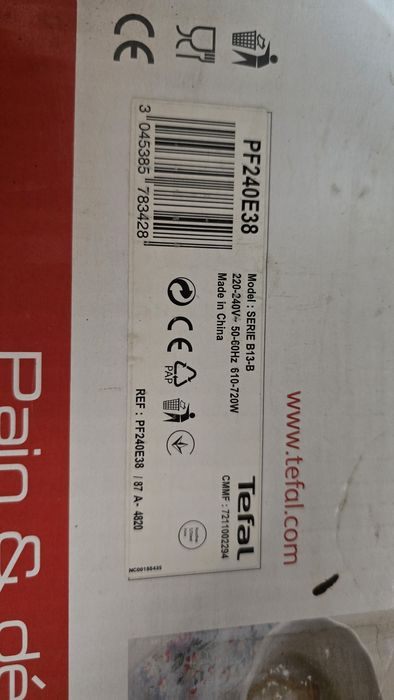 PF240E38
3 045385 783428
Model : SERIE B13-B
220-240V~ 50-60Hz 610-720W
Made in China
PAP
REF : PF240E38 / 87 A- 4820
Tefal
CMMF : 7211002294
NC00188435
www.tefal.com
Pain & dé